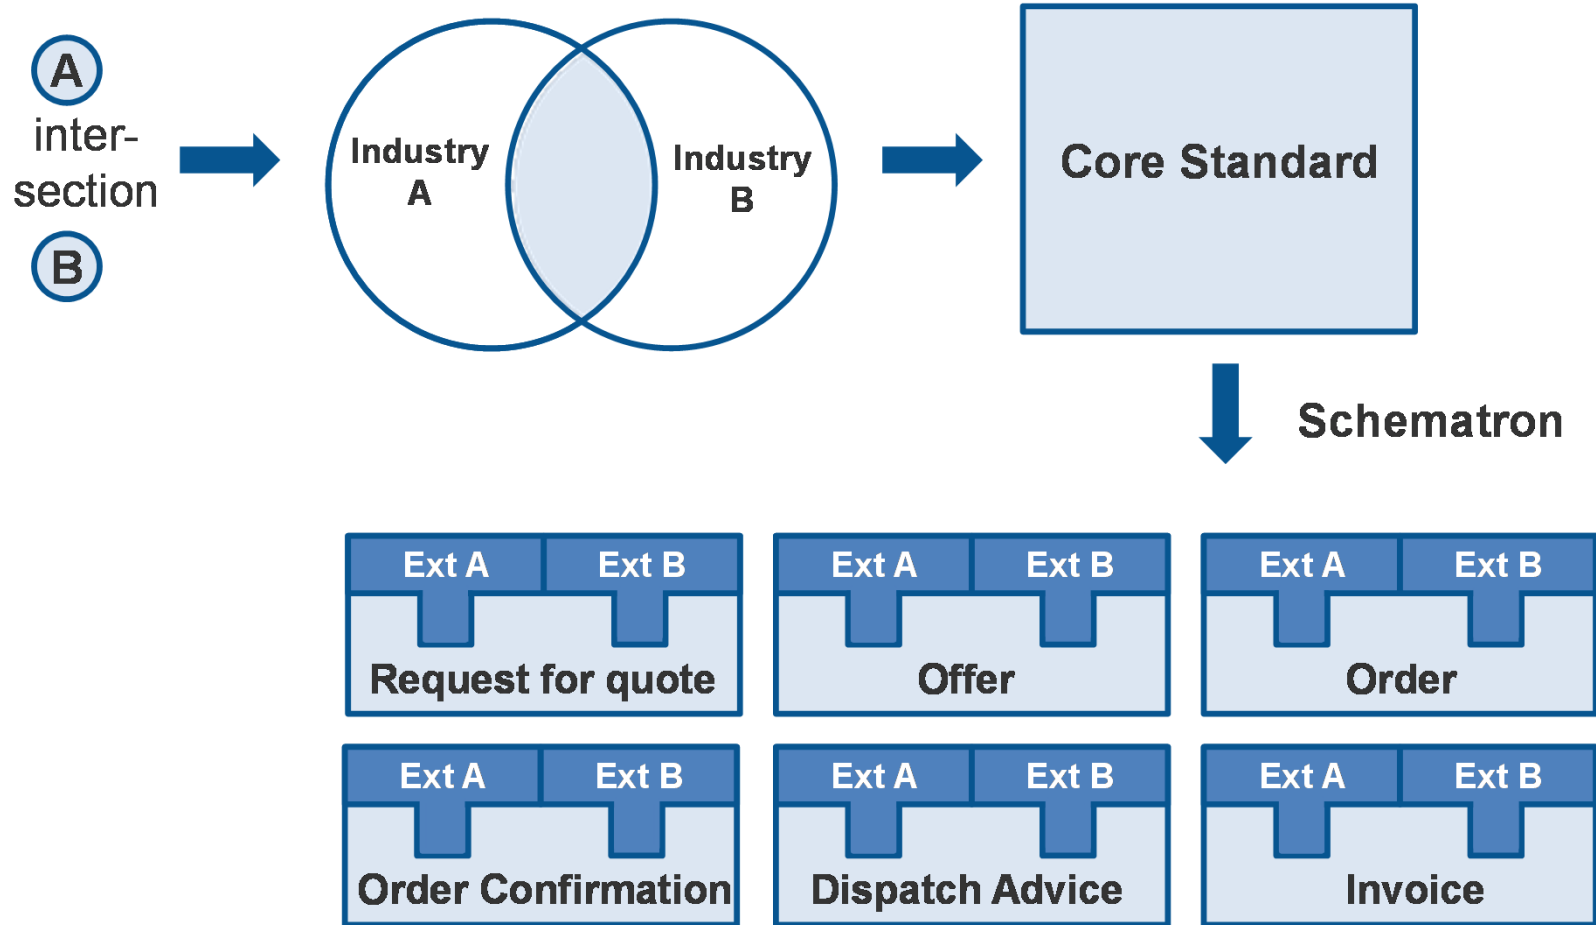 A
inter-
section
B
Industry
A
Industry
B
Core Standard
Schematron
Ext A Ext B
Request for quote
Ext A Ext B
Offer
Ext A Ext B
Order
Ext A Ext B
Order Confirmation
Ext A Ext B
Dispatch Advice
Ext A Ext B
Invoice